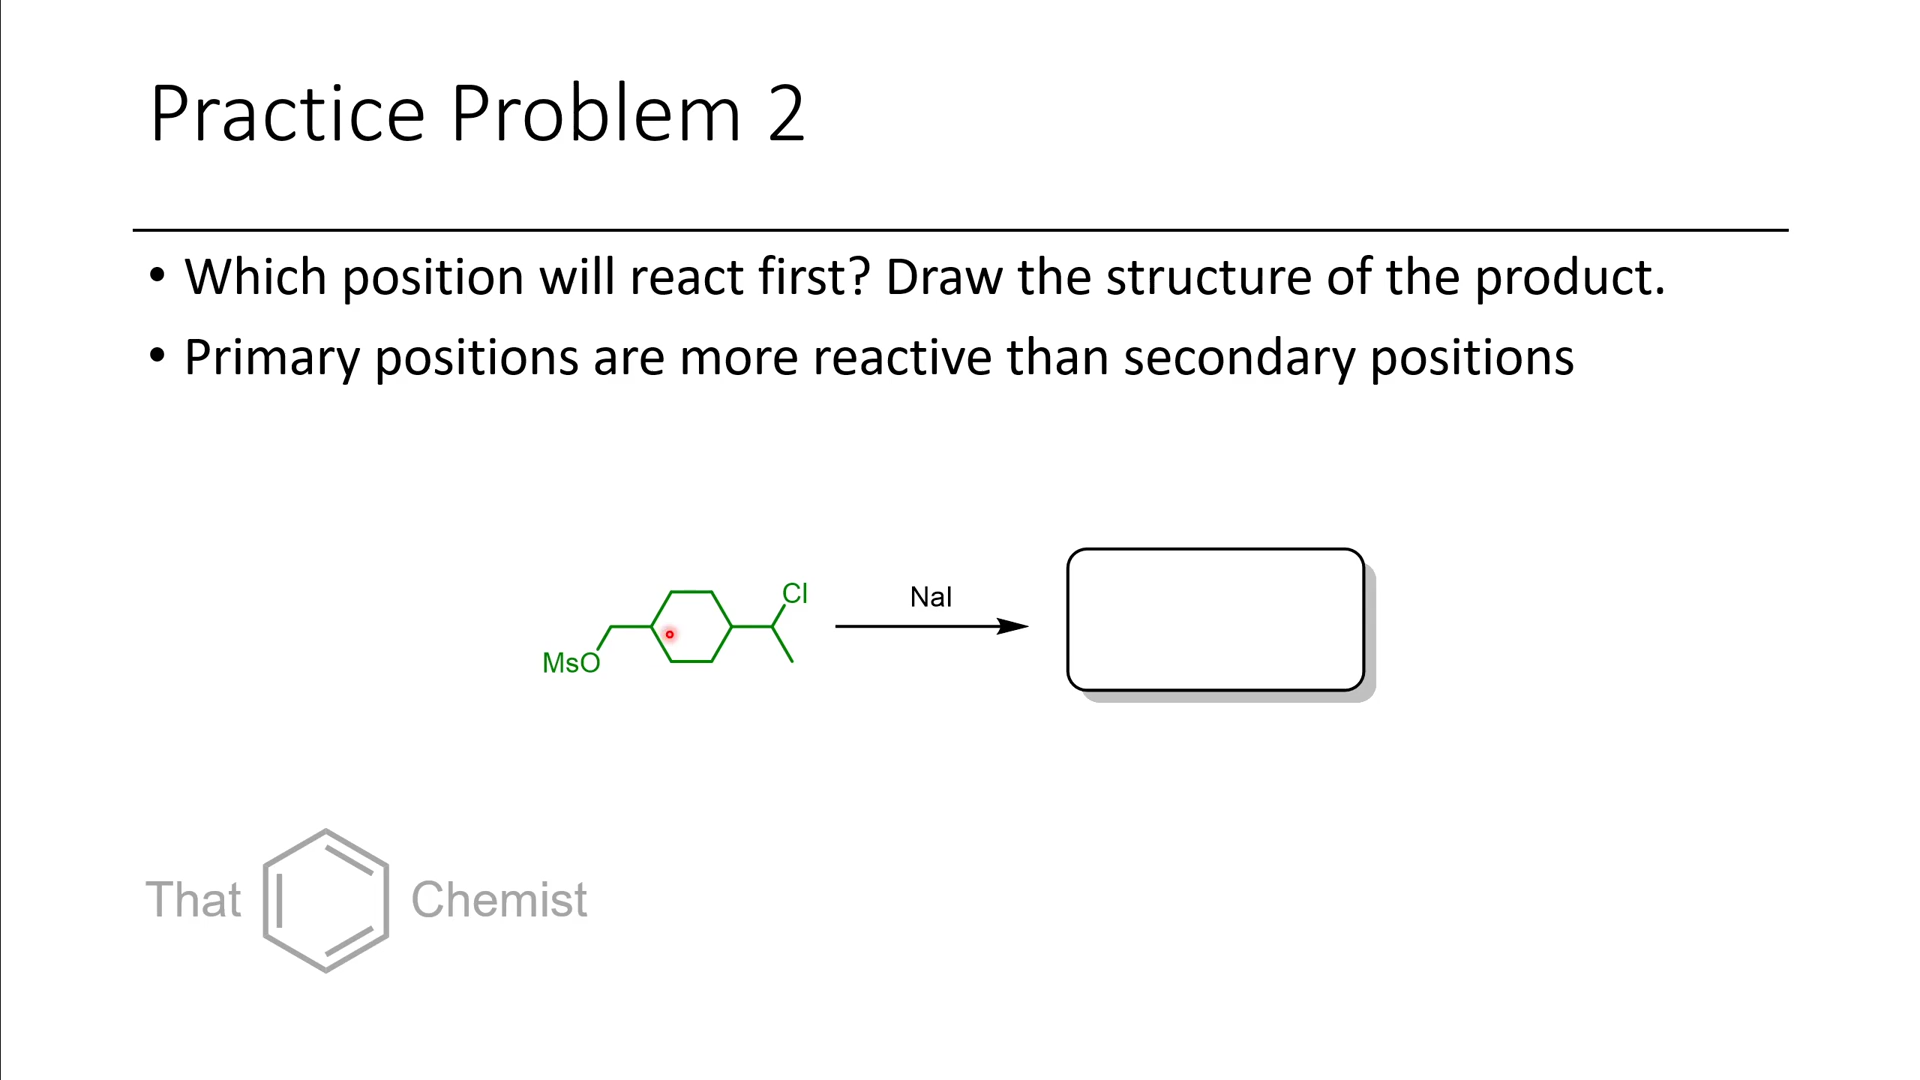 Practice Problem 2
• Which position will react first? Draw the structure of the product.
• Primary positions are more reactive than secondary positions
Cl
NaI
MsO
That Chemist